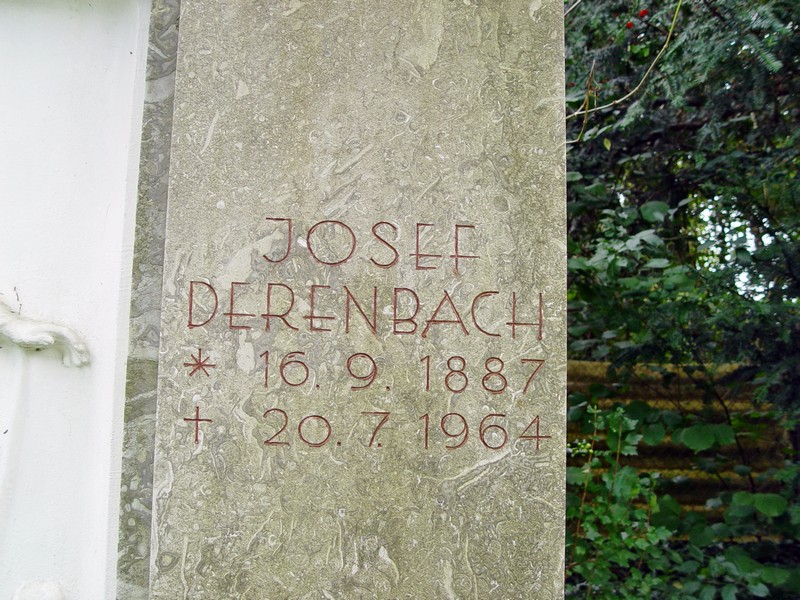 JOSEF
DERENBACH
* 16. 9. 1887
† 20. 7. 1964